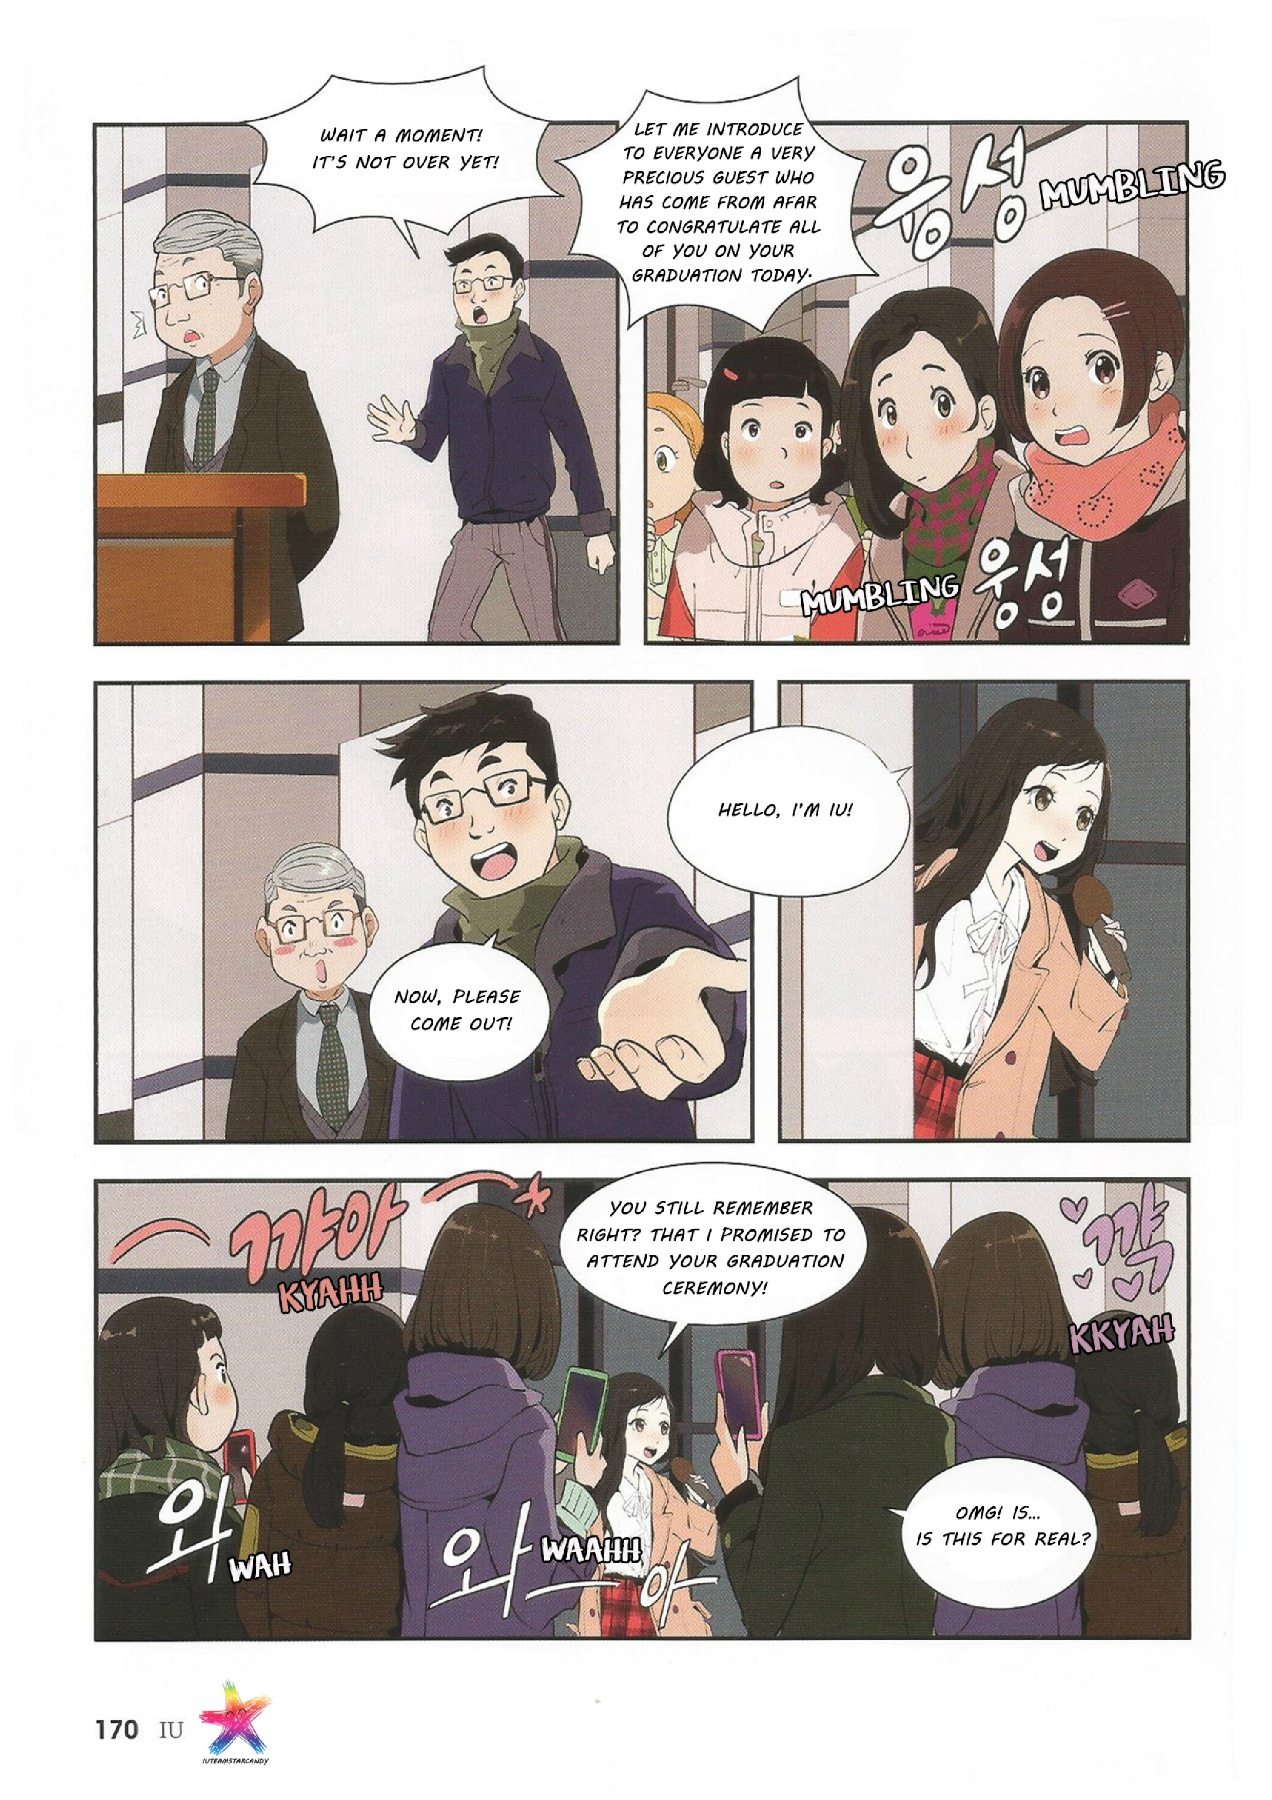 WAIT A MOMENT!
IT'S NOT OVER YET!
LET ME INTRODUCE
TO EVERYONE A VERY
PRECIOUS GUEST WHO
HAS COME FROM AFAR
TO CONGRATULATE ALL
OF YOU ON YOUR
GRADUATION TODAY.
웅성
MUMBLING
MUMBLING
웅성
HELLO, I'M IU!
NOW, PLEASE
COME OUT!
꺄아
KYAHH
YOU STILL REMEMBER
RIGHT? THAT I PROMISED TO
ATTEND YOUR GRADUATION
CEREMONY!
꺅
KKYAH
OMG! IS...
IS THIS FOR REAL?
와
WAH
와—아—
WAAHH
170 IU
IUTEAMSTARCANDY